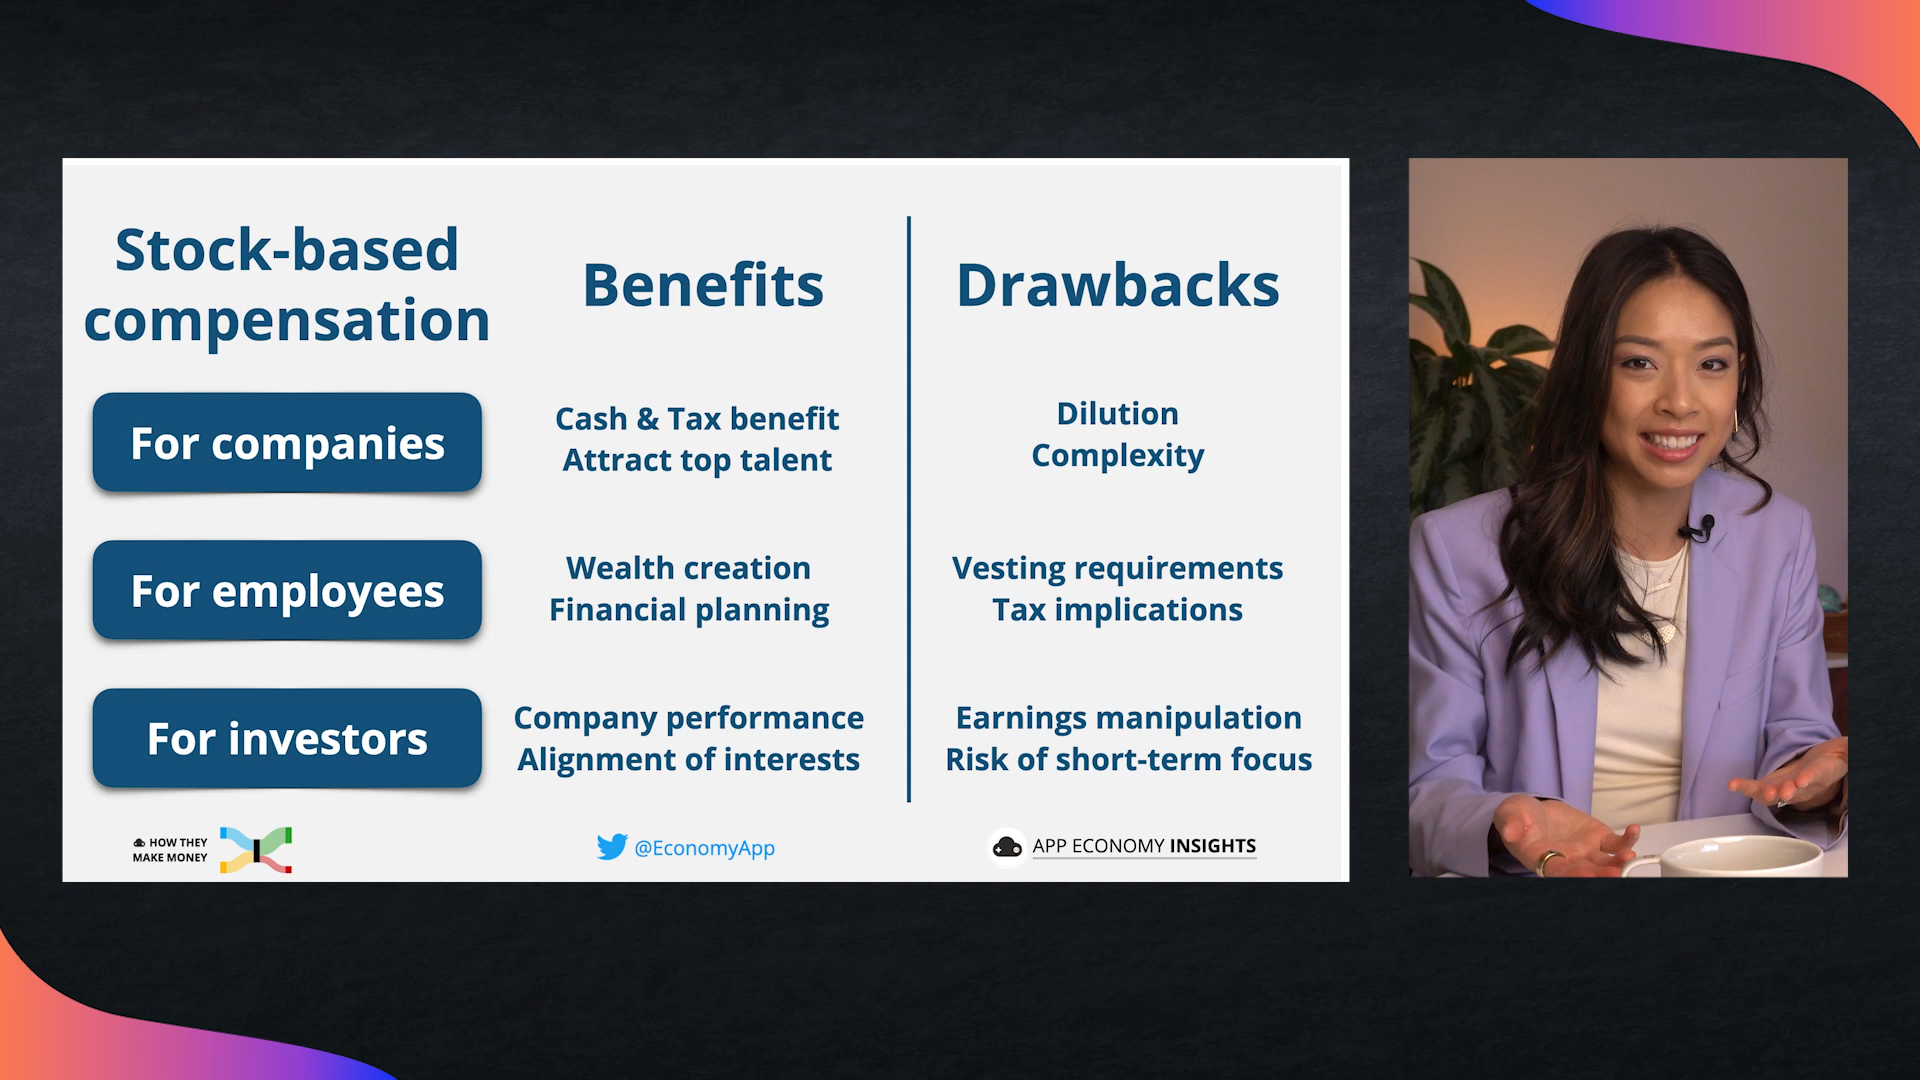 Stock-based
compensation
Benefits
Drawbacks
For companies
Cash & Tax benefit
Attract top talent
Dilution
Complexity
For employees
Wealth creation
Financial planning
Vesting requirements
Tax implications
For investors
Company performance
Alignment of interests
Earnings manipulation
Risk of short-term focus
HOW THEY
MAKE MONEY
@EconomyApp
APP ECONOMY INSIGHTS